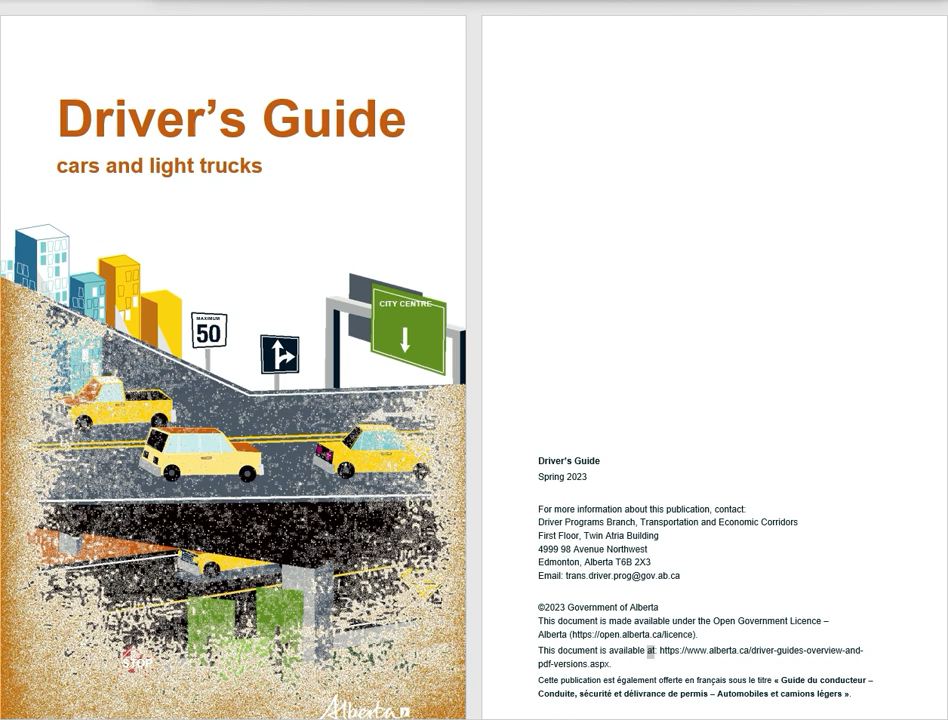 Driver's Guide
cars and light trucks
CITY CENTRE
MAXIMUM
50
STOP
Alberta
Driver's Guide
Spring 2023
For more information about this publication, contact:
Driver Programs Branch, Transportation and Economic Corridors
First Floor, Twin Atria Building
4999 98 Avenue Northwest
Edmonton, Alberta T6B 2X3
Email: trans.driver.prog@gov.ab.ca
©2023 Government of Alberta
This document is made available under the Open Government Licence –
Alberta (https://open.alberta.ca/licence).
This document is available at: https://www.alberta.ca/driver-guides-overview-and-
pdf-versions.aspx.
Cette publication est également offerte en français sous le titre « Guide du conducteur –
Conduite, sécurité et délivrance de permis – Automobiles et camions légers ».